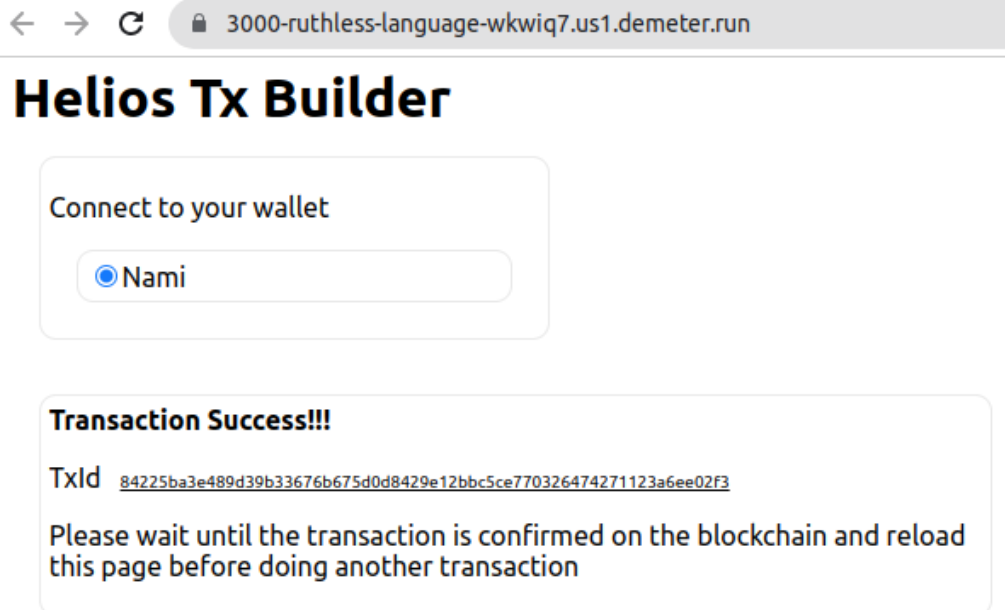 3000-ruthless-language-wkwiq7.us1.demeter.run
Helios Tx Builder
Connect to your wallet
Nami
Transaction Success!!!
TxId 84225ba3e489d39b33676b675d0d8429e12bbc5ce770326474271123a6ee02f3
Please wait until the transaction is confirmed on the blockchain and reload
this page before doing another transaction